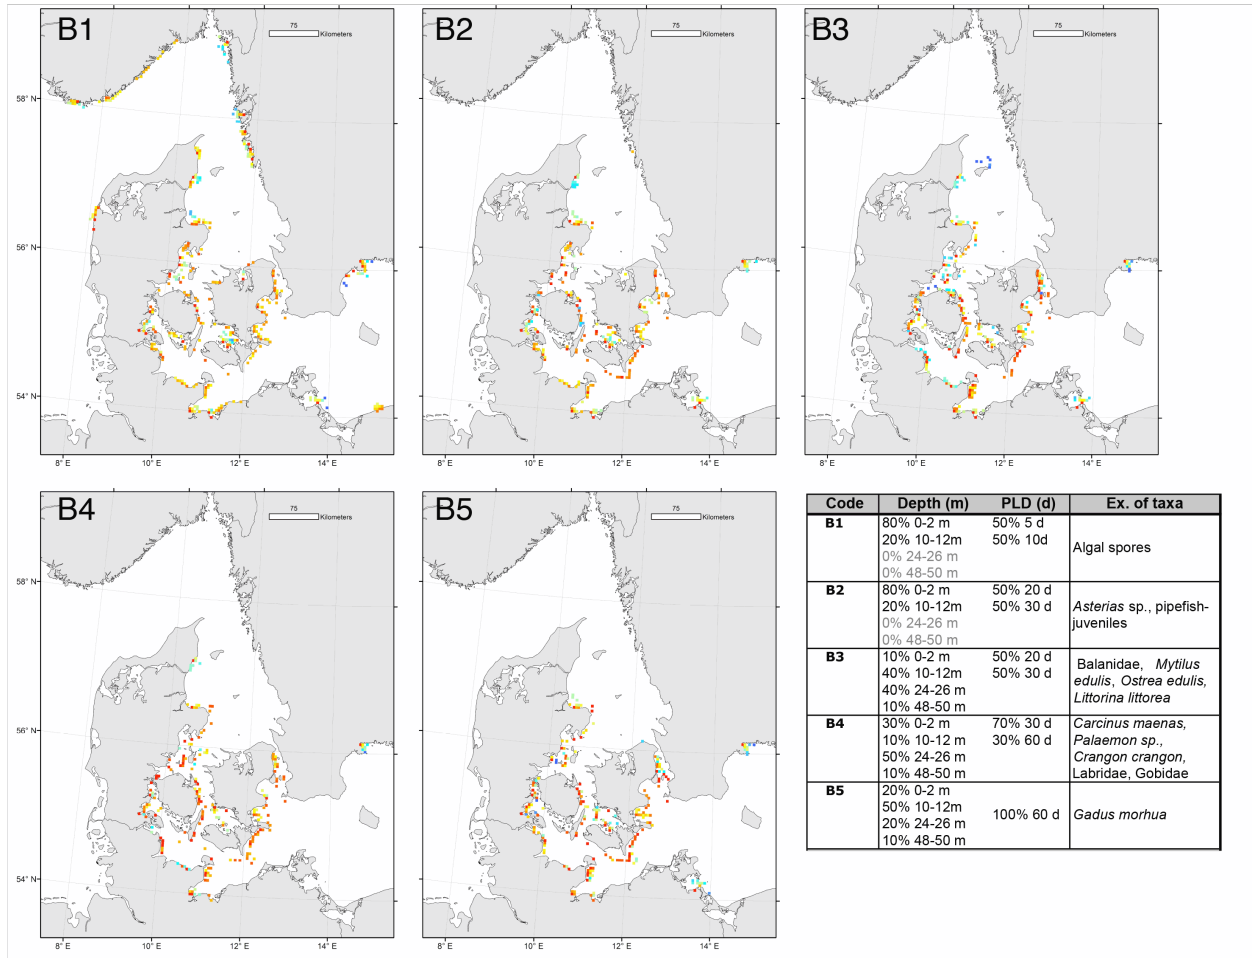 B1
75
Kilometers
B2
75
Kilometers
B3
75
Kilometers
58° N
56° N
54° N
8° E
10° E
12° E
14° E
8° E
10° E
12° E
14° E
8° E
10° E
12° E
14° E
B4
75
Kilometers
B5
75
Kilometers
58° N
56° N
54° N
8° E
10° E
12° E
14° E
8° E
10° E
12° E
14° E
Code Depth (m) PLD (d) Ex. of taxa
B1 80% 0-2 m 50% 5 d
20% 10-12m 50% 10d
Algal spores
0% 24-26 m
0% 48-50 m
B2 80% 0-2 m 50% 20 d
20% 10-12m 50% 30 d
Asterias sp., pipefish-
0% 24-26 m
juveniles
0% 48-50 m
B3 10% 0-2 m 50% 20 d
40% 10-12m 50% 30 d
40% 24-26 m
10% 48-50 m
Balanidae, Mytilus
edulis, Ostrea edulis,
Littorina littorea
B4 30% 0-2 m 70% 30 d Carcinus maenas,
10% 10-12 m 30% 60 d Palaemon sp.,
50% 24-26 m Crangon crangon,
10% 48-50 m Labridae, Gobidae
B5 20% 0-2 m
50% 10-12m
100% 60 d Gadus morhua
20% 24-26 m
10% 48-50 m